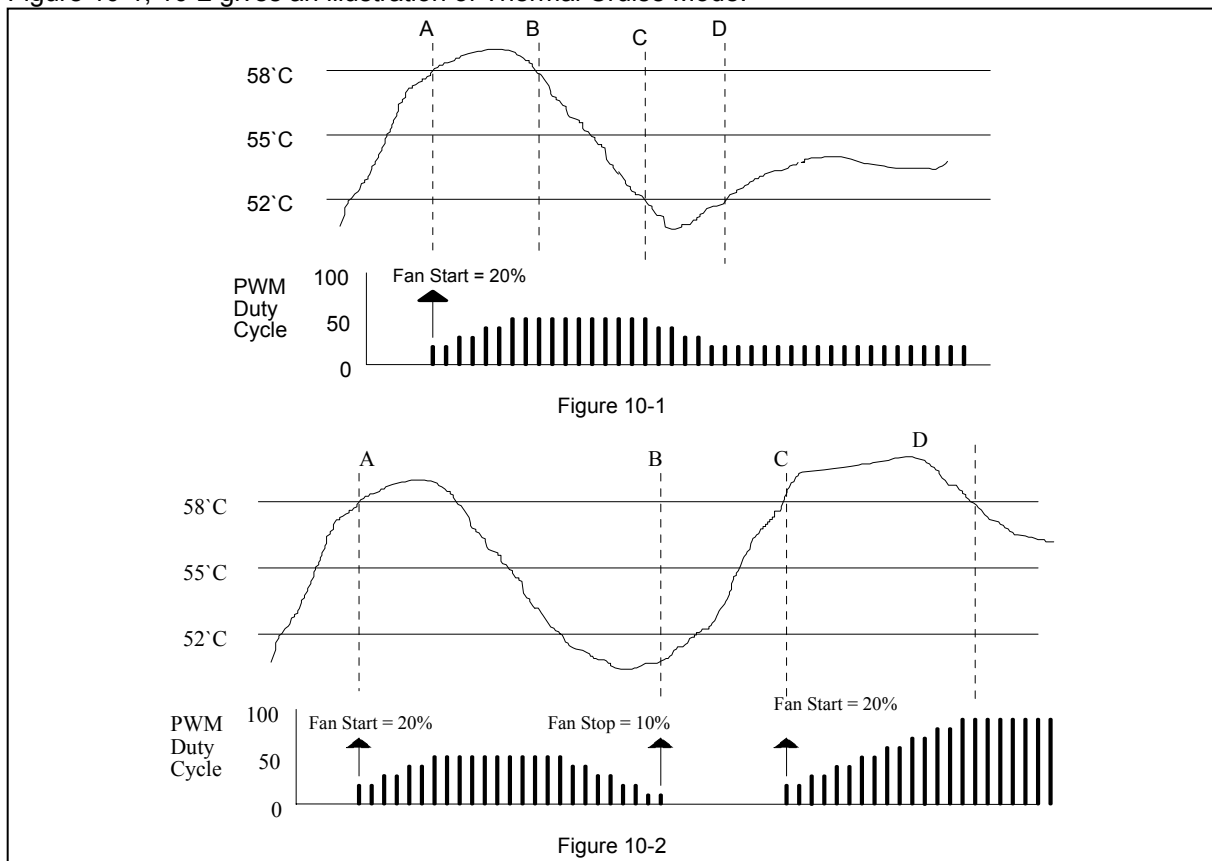 Figure 10-1, 10-2 gives an illustration of Thermal Cruise Mode.
A B C D
58`C
55`C
52`C
PWM
Duty
Cycle
100
50
0
Fan Start = 20%
Figure 10-1
A B C D
58`C
55`C
52`C
PWM
Duty
Cycle
100
50
0
Fan Start = 20% Fan Stop = 10% Fan Start = 20%
Figure 10-2